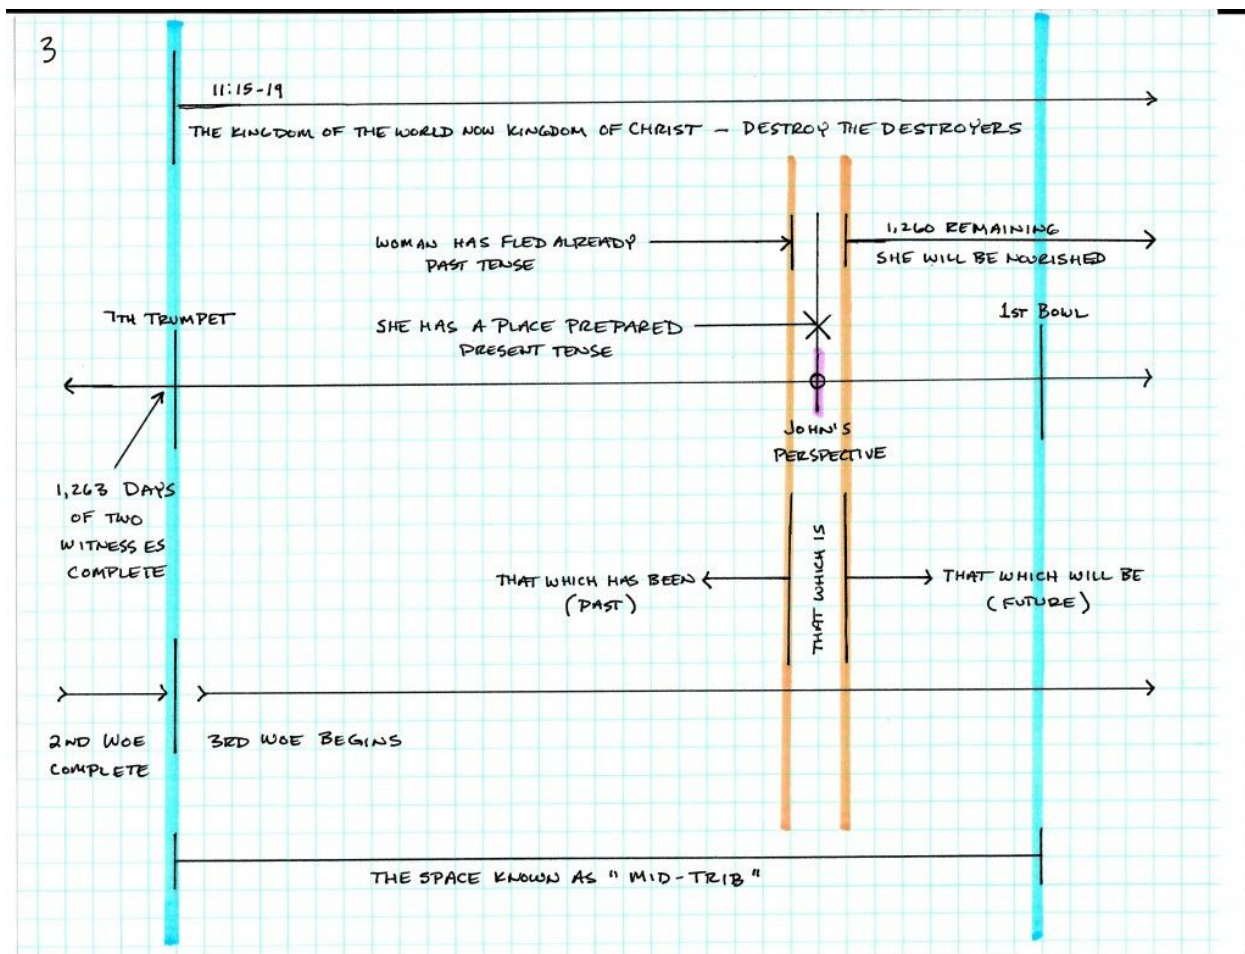 3
11:15-19
THE KINGDOM OF THE WORLD NOW KINGDOM OF CHRIST - DESTROY THE DESTROYERS
WOMAN HAS FLED ALREADY
PAST TENSE
1,260 REMAINING
SHE WILL BE NOURISHED
7TH TRUMPET
SHE HAS A PLACE PREPARED
PRESENT TENSE
1ST BOWL
JOHN'S
PERSPECTIVE
1,263 DAYS
OF TWO
WITNESSES
COMPLETE
THAT WHICH HAS BEEN
(PAST)
THAT WHICH IS
THAT WHICH WILL BE
(FUTURE)
2ND WOE
COMPLETE
3RD WOE BEGINS
THE SPACE KNOWN AS "MID-TRIB"